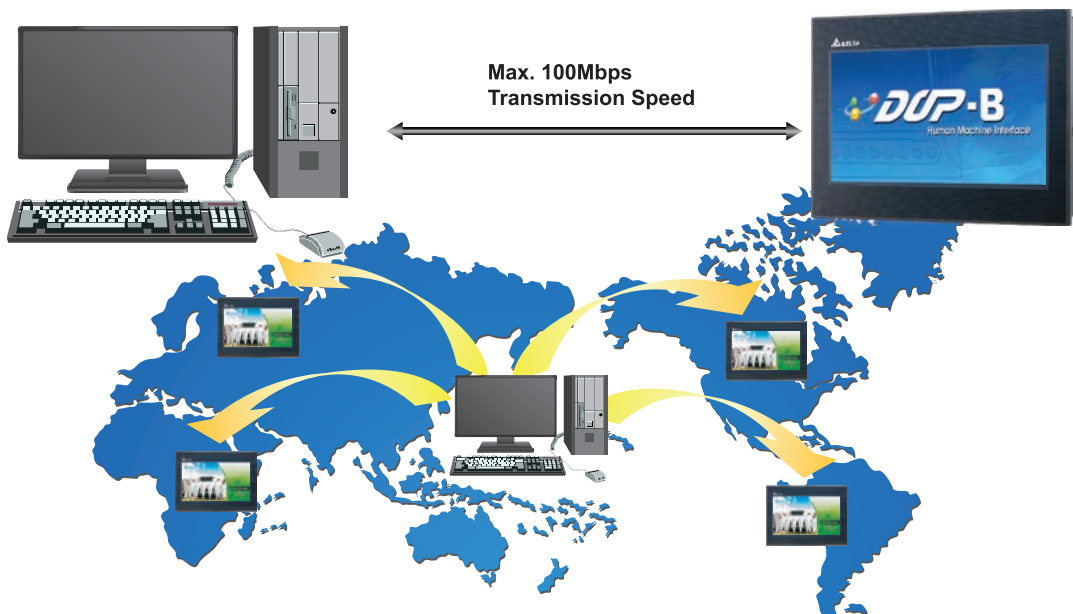 Max. 100Mbps
Transmission Speed
DELTA
DOP-B
Human Machine Interface